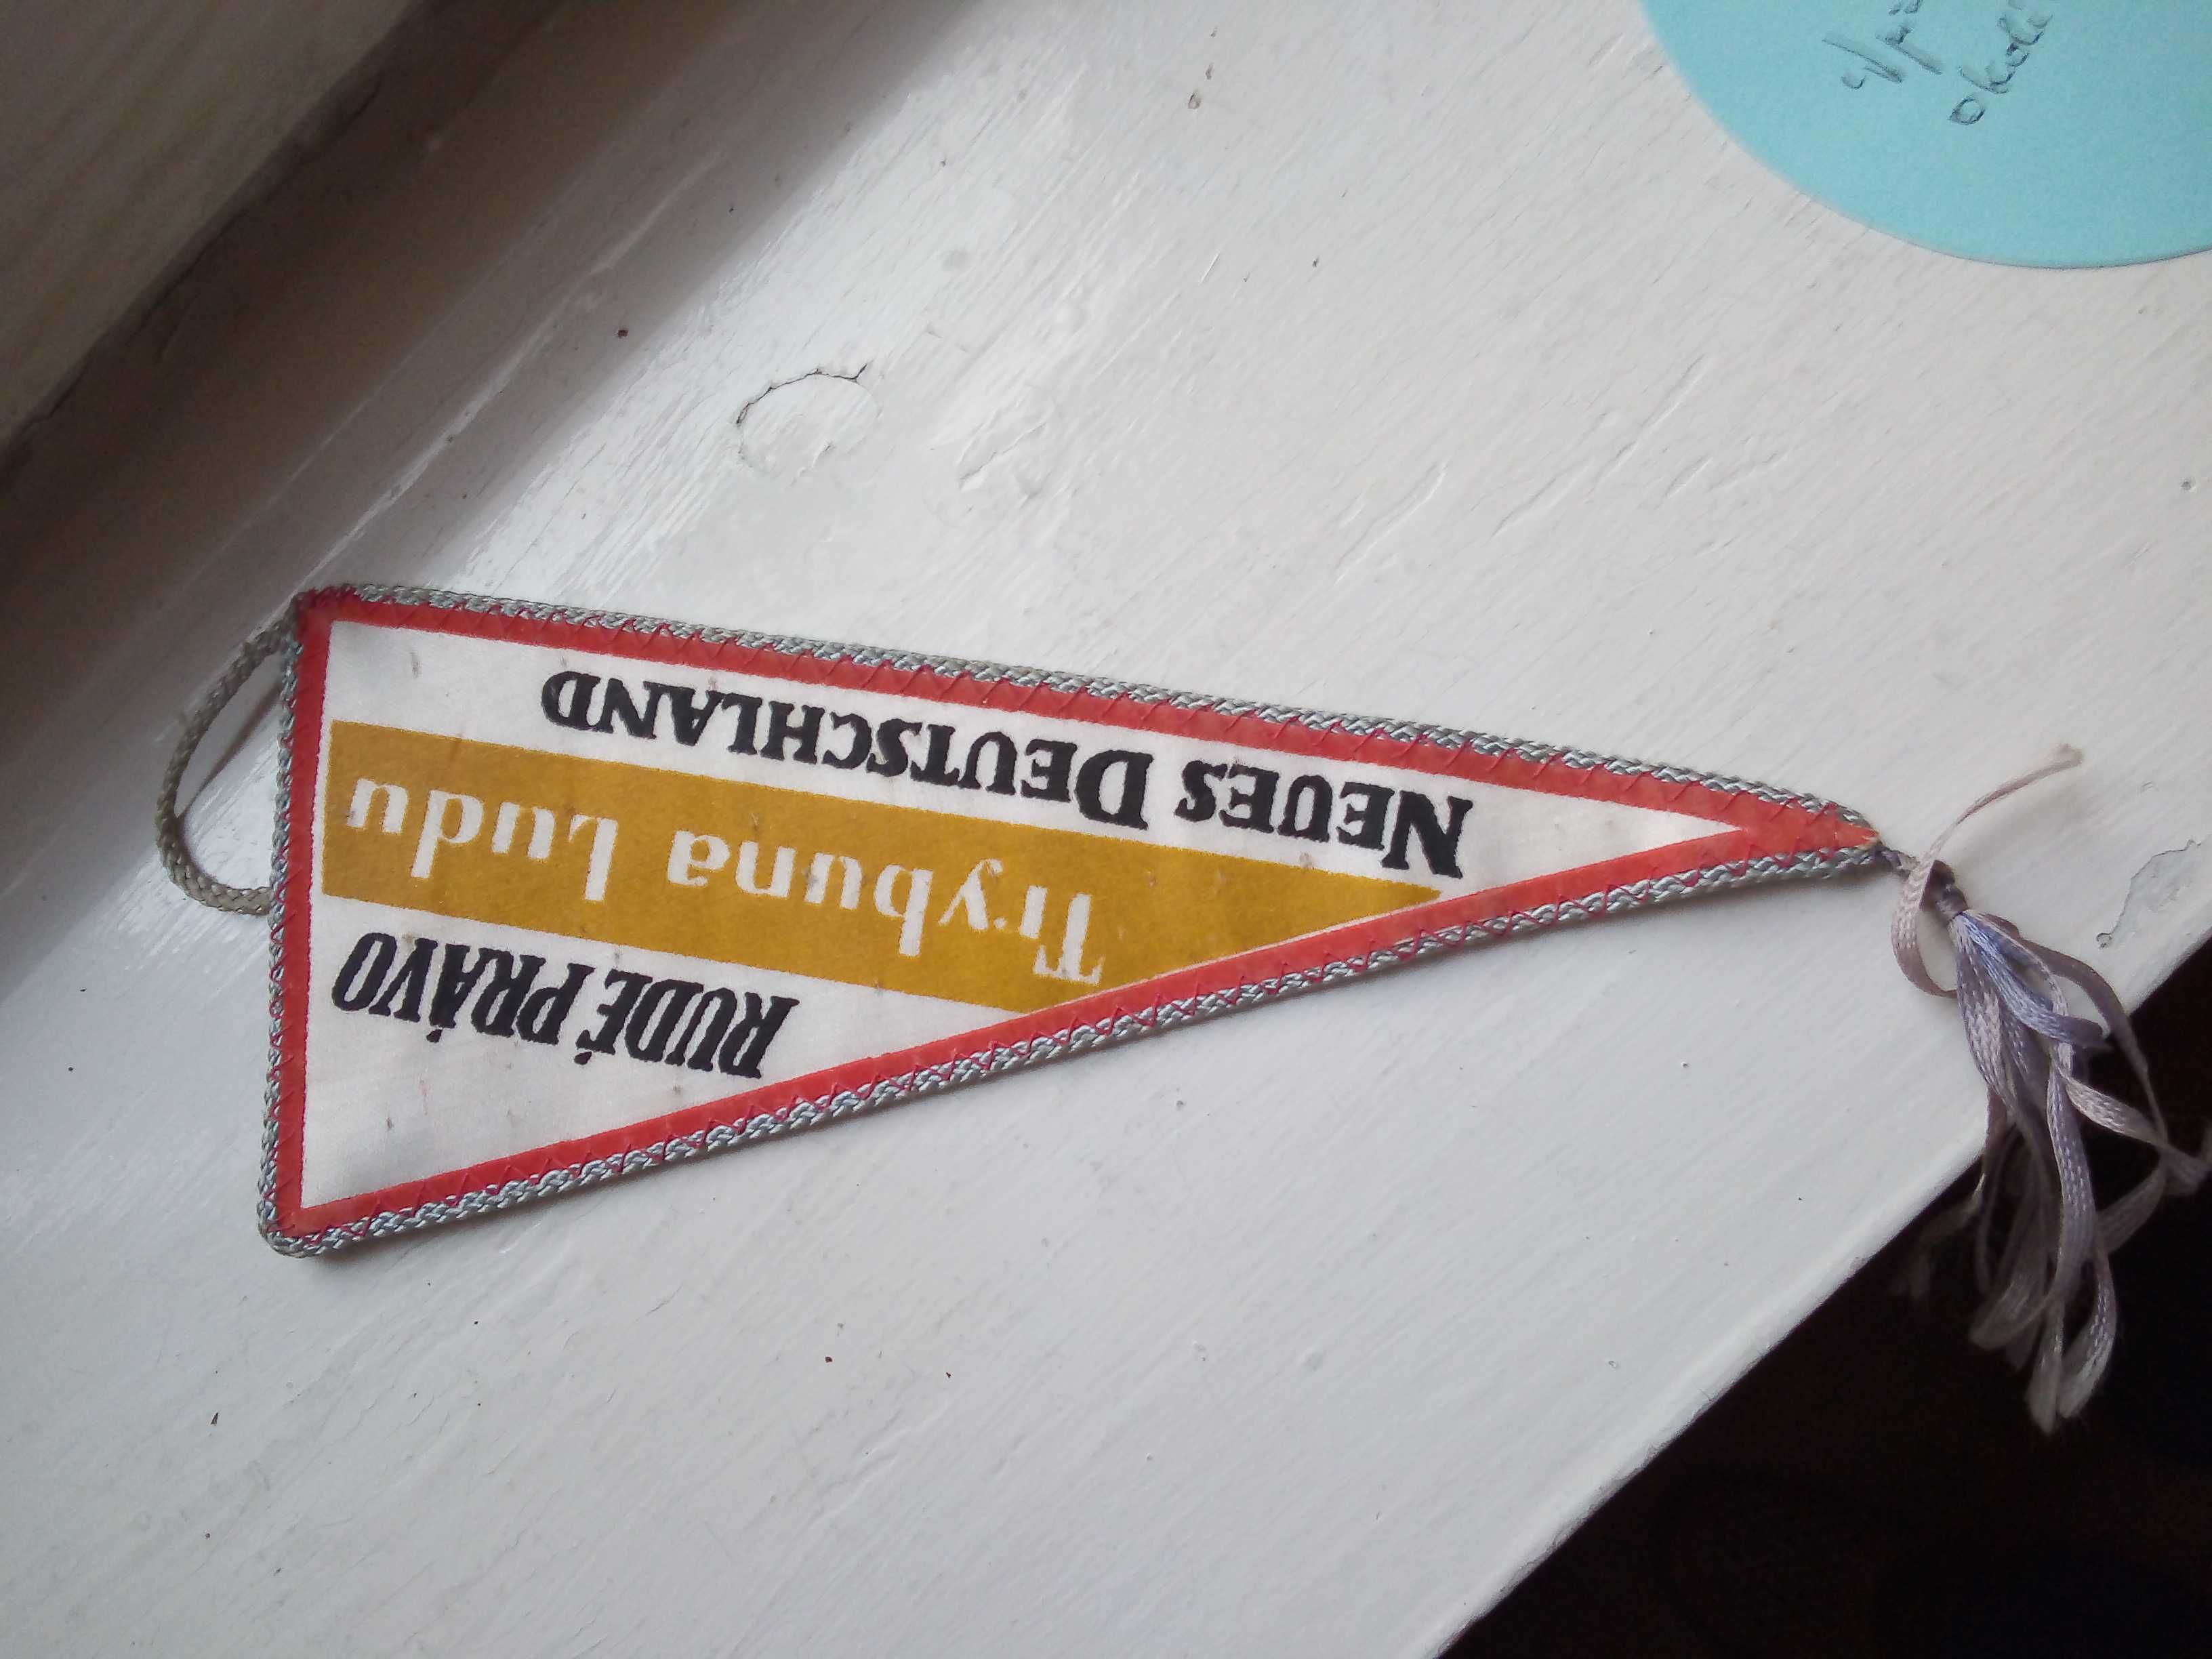 RUDÉ PRÁVO
Trybuna Ludu
NEUES DEUTSCHLAND